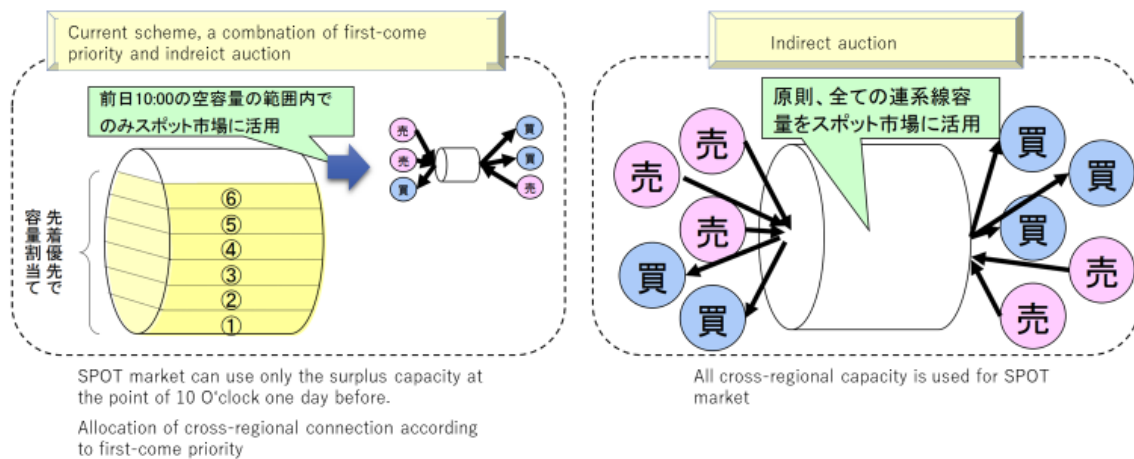 Current scheme, a combnation of first-come
priority and indreict auction
前日10:00の空容量の範囲内で
のみスポット市場に活用
売
売
買
買
買
売
先着優先で
容量割当て
⑥
⑤
④
③
②
①
SPOT market can use only the surplus capacity at
the point of 10 O'clock one day before.
Allocation of cross-regional connection according
to first-come priority
Indirect auction
原則、全ての連系線容
量をスポット市場に活用
売
売
売
買
買
買
買
買
売
売
All cross-regional capacity is used for SPOT
market